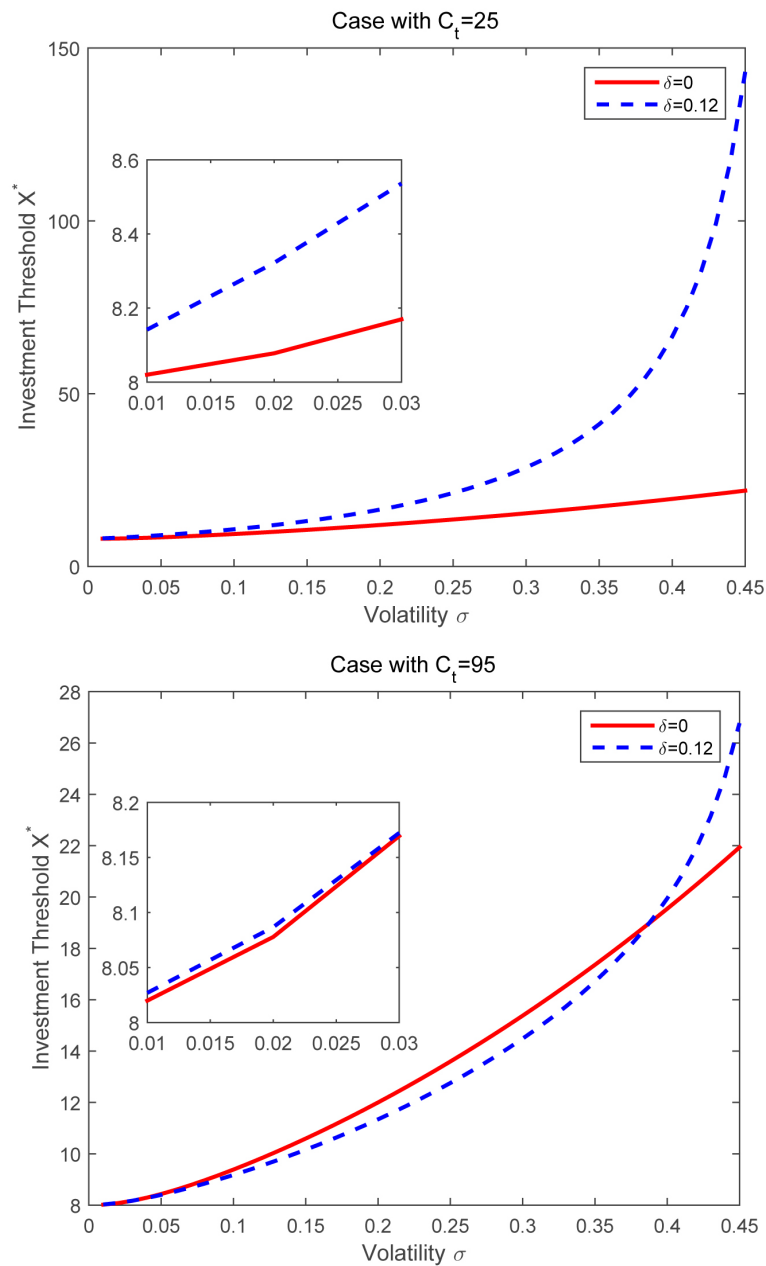 Case with Cₜ=25
150
δ=0
δ=0.12
8.6
8.4
8.2
8
0.01 0.015 0.02 0.025 0.03
100
50
0
Investment Threshold X*
0 0.05 0.1 0.15 0.2 0.25 0.3 0.35 0.4 0.45
Volatility σ
Case with Cₜ=95
28
δ=0
δ=0.12
26
24
8.2
8.15
8.1
8.05
8
0.01 0.015 0.02 0.025 0.03
22
20
18
16
14
12
10
8
Investment Threshold X*
0 0.05 0.1 0.15 0.2 0.25 0.3 0.35 0.4 0.45
Volatility σ